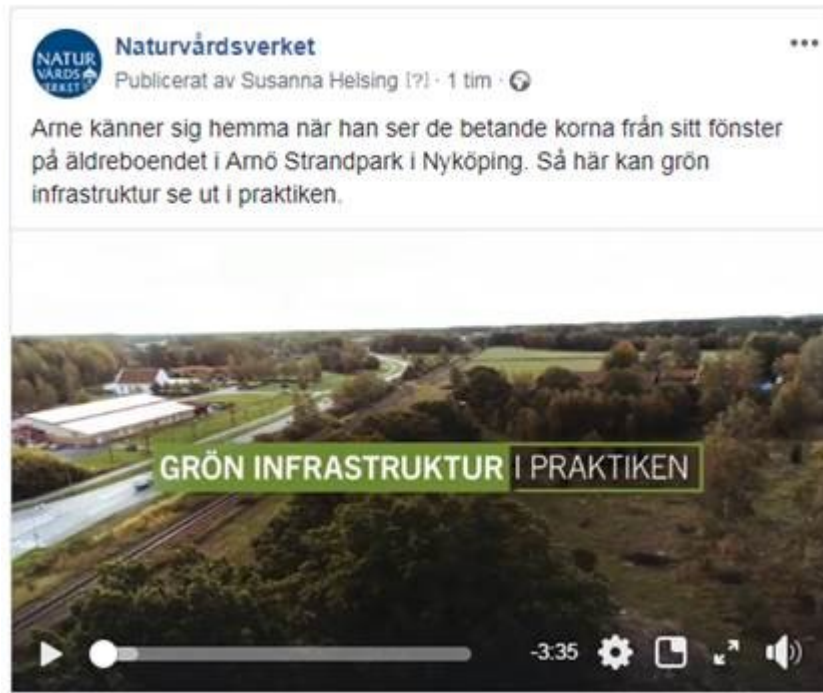 NATUR
VÅRDS
VERKET
Naturvårdsverket
Publicerat av Susanna Helsing [?] · 1 tim ·
Arne känner sig hemma när han ser de betande korna från sitt fönster
på äldreboendet i Arnö Strandpark i Nyköping. Så här kan grön
infrastruktur se ut i praktiken.
GRÖN INFRASTRUKTUR I PRAKTIKEN
-3:35